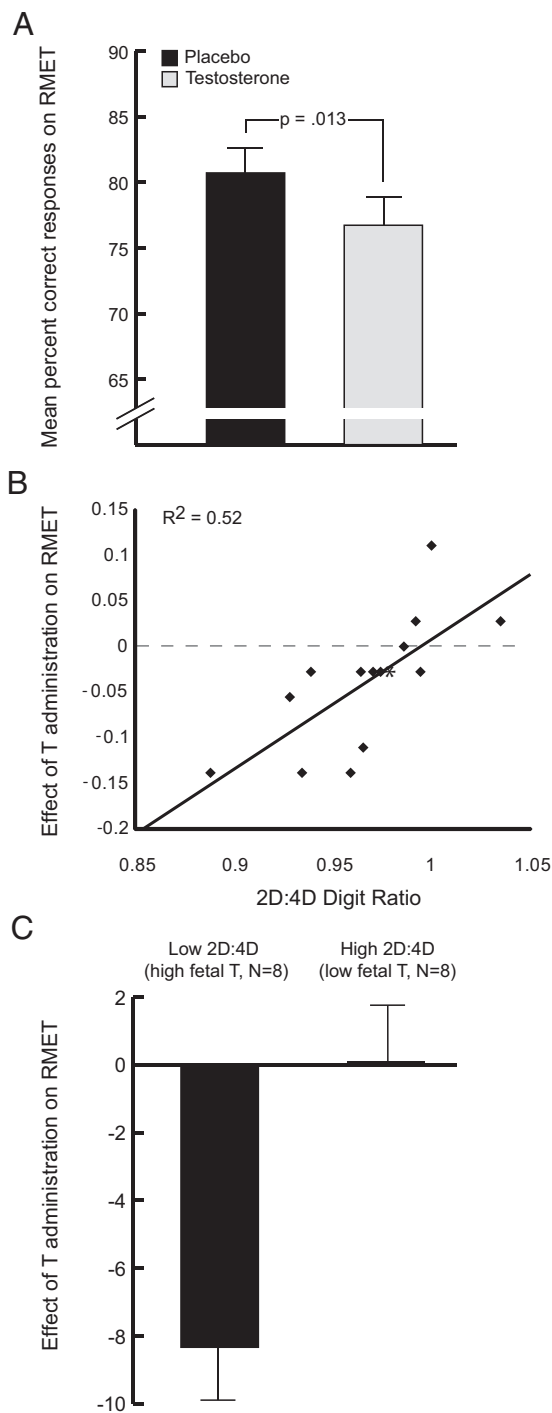 A
Mean percent correct responses on RMET
90
85
80
75
70
65
Placebo
Testosterone
p = .013
B
Effect of T administration on RMET
0.15
0.1
0.05
0
-0.05
-0.1
-0.15
-0.2
R2 = 0.52
*
0.85 0.9 0.95 1 1.05
2D:4D Digit Ratio
C
Low 2D:4D
(high fetal T, N=8)
High 2D:4D
(low fetal T, N=8)
Effect of T administration on RMET
2
0
-2
-4
-6
-8
-10